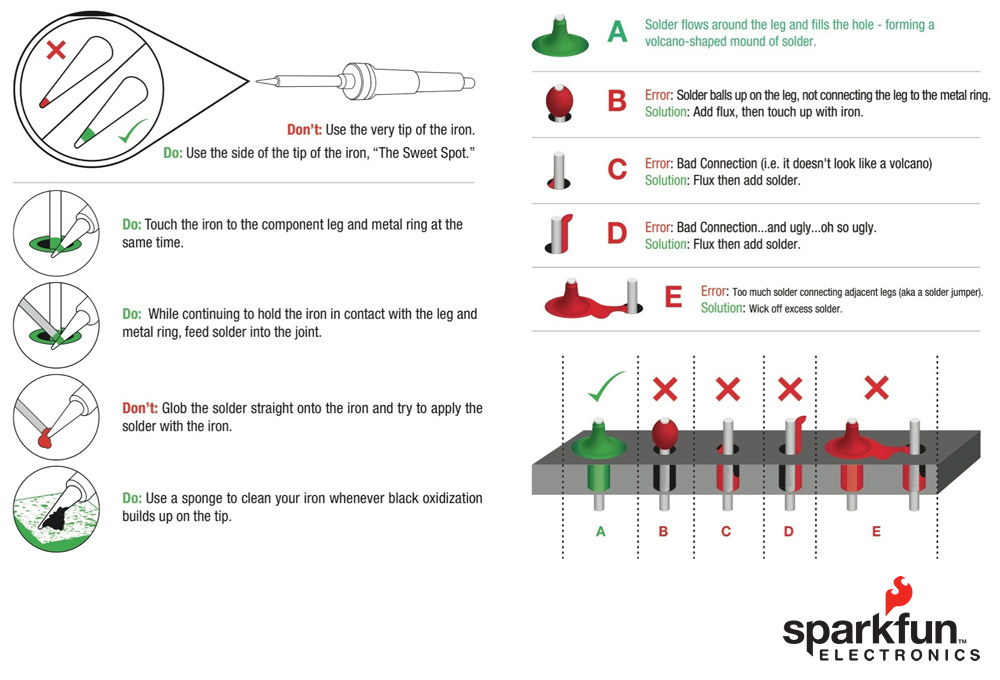 Don't: Use the very tip of the iron.
Do: Use the side of the tip of the iron, “The Sweet Spot.”
Do: Touch the iron to the component leg and metal ring at the
same time.
Do: While continuing to hold the iron in contact with the leg and
metal ring, feed solder into the joint.
Don't: Glob the solder straight onto the iron and try to apply the
solder with the iron.
Do: Use a sponge to clean your iron whenever black oxidization
builds up on the tip.
A
Solder flows around the leg and fills the hole - forming a
volcano-shaped mound of solder.
B
Error: Solder balls up on the leg, not connecting the leg to the metal ring.
Solution: Add flux, then touch up with iron.
C
Error: Bad Connection (i.e. it doesn't look like a volcano)
Solution: Flux then add solder.
D
Error: Bad Connection...and ugly...oh so ugly.
Solution: Flux then add solder.
E
Error: Too much solder connecting adjacent legs (aka a solder jumper).
Solution: Wick off excess solder.
A B C D E
sparkfun™
ELECTRONICS